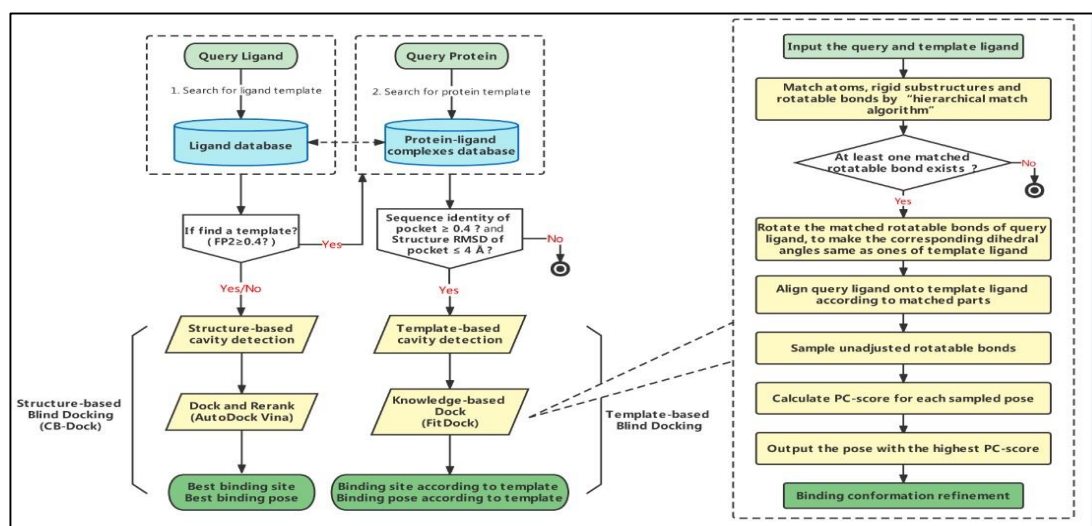 Query Ligand
1. Search for ligand template
Ligand database
If find a template?
( FP2≥0.4? )
Yes
Yes/No
Structure-based
cavity detection
Dock and Rerank
(AutoDock Vina)
Best binding site
Best binding pose
Structure-based
Blind Docking
(CB-Dock)
Query Protein
2. Search for protein template
Protein-ligand
complexes database
Sequence identity of
pocket ≥ 0.4 ? and
Structure RMSD of
pocket ≤ 4 Å?
No
Yes
Template-based
cavity detection
Knowledge-based
Dock
(FitDock)
Binding site according to template
Binding pose according to template
Template-based
Blind Docking
Input the query and template ligand
Match atoms, rigid substructures and
rotatable bonds by "hierarchical match
algorithm"
At least one matched
rotatable bond exists ?
No
Yes
Rotate the matched rotatable bonds of query
ligand, to make the corresponding dihedral
angles same as ones of template ligand
Align query ligand onto template ligand
according to matched parts
Sample unadjusted rotatable bonds
Calculate PC-score for each sampled pose
Output the pose with the highest PC-score
Binding conformation refinement